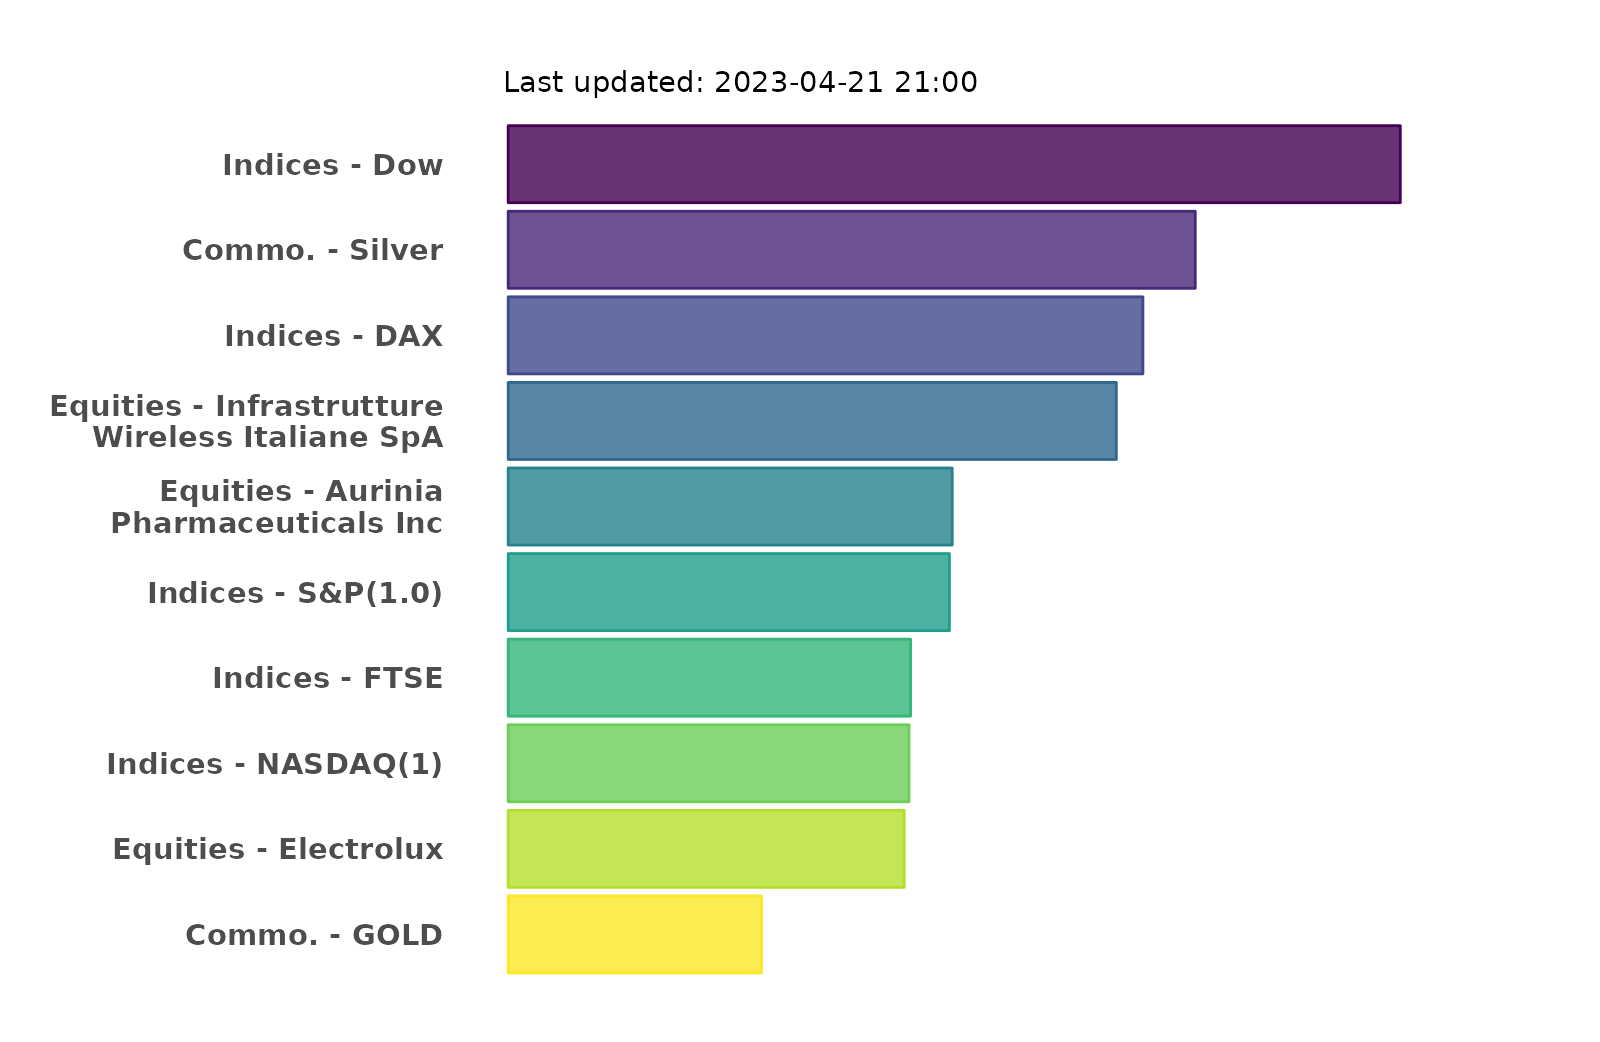 Last updated: 2023-04-21 21:00
Indices - Dow
Commo. - Silver
Indices - DAX
Equities - Infrastrutture
Wireless Italiane SpA
Equities - Aurinia
Pharmaceuticals Inc
Indices - S&P(1.0)
Indices - FTSE
Indices - NASDAQ(1)
Equities - Electrolux
Commo. - GOLD